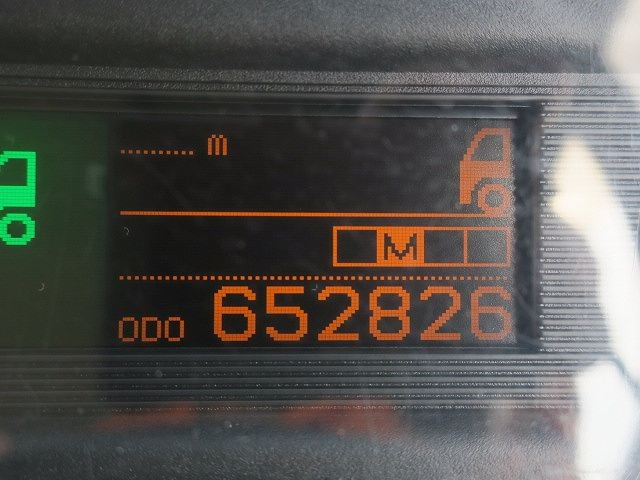 ........ m
M
ODO 652826